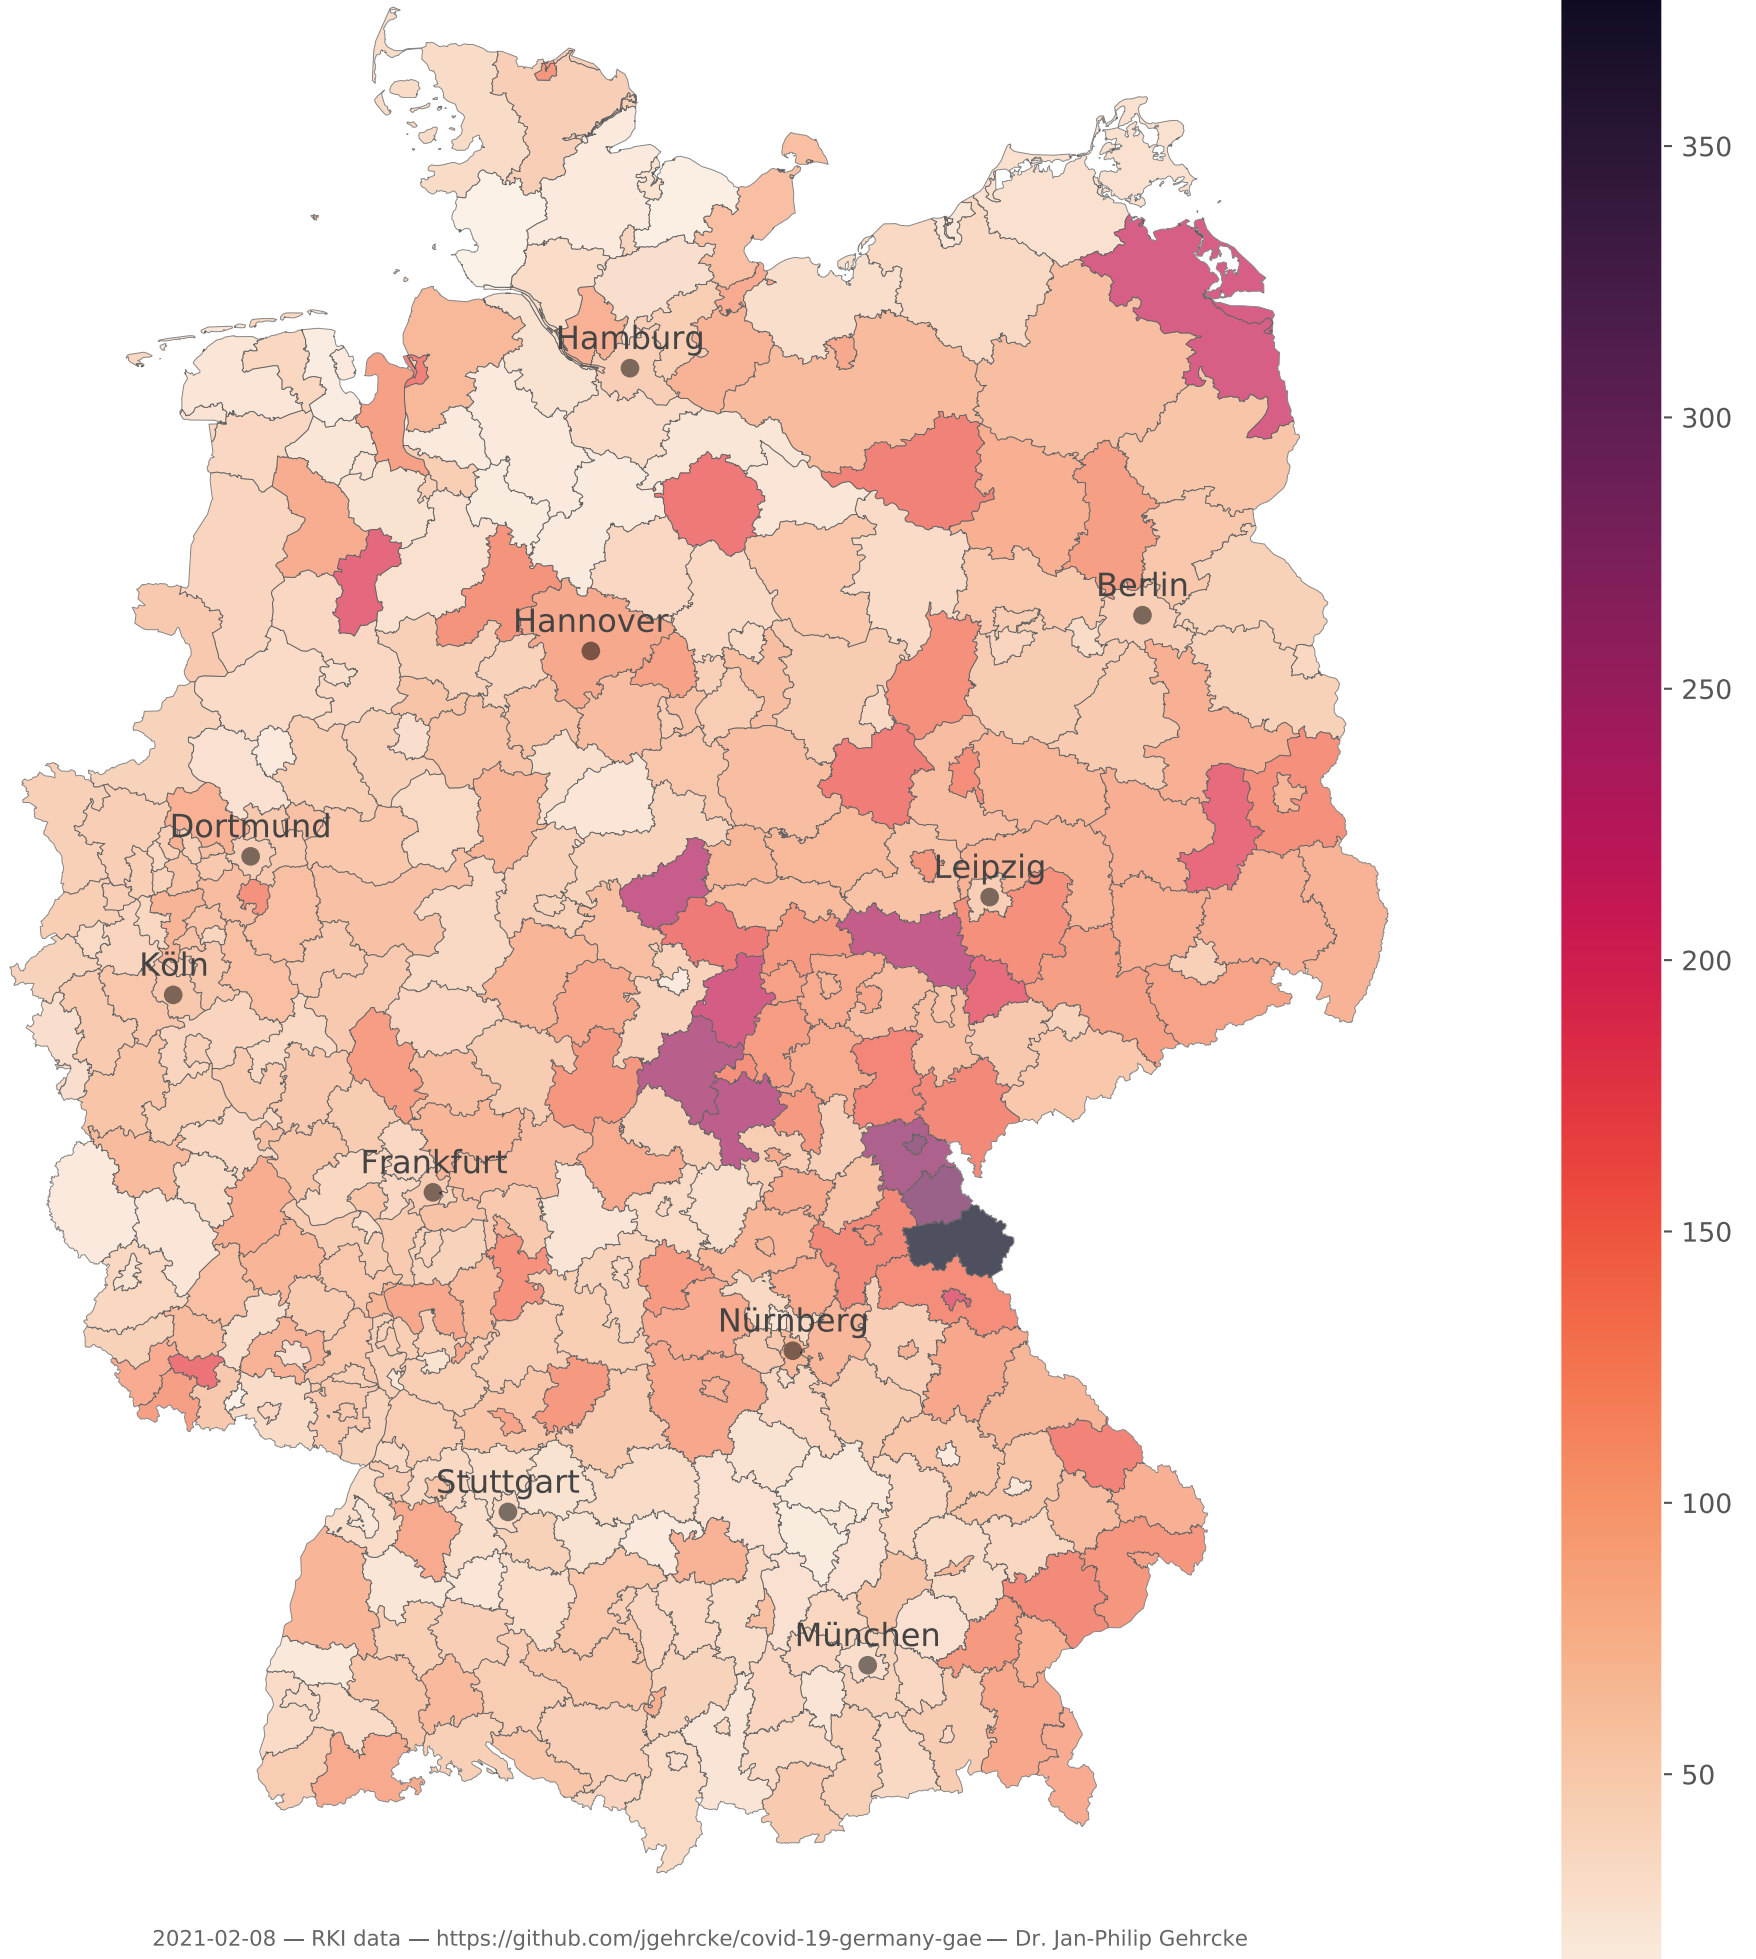 350
Hamburg
300
Berlin
Hannover
250
Dortmund
Leipzig
Köln
200
Frankfurt
150
Nürnberg
Stuttgart
100
München
50
2021-02-08 — RKI data — https://github.com/jgehrcke/covid-19-germany-gae — Dr. Jan-Philip Gehrcke